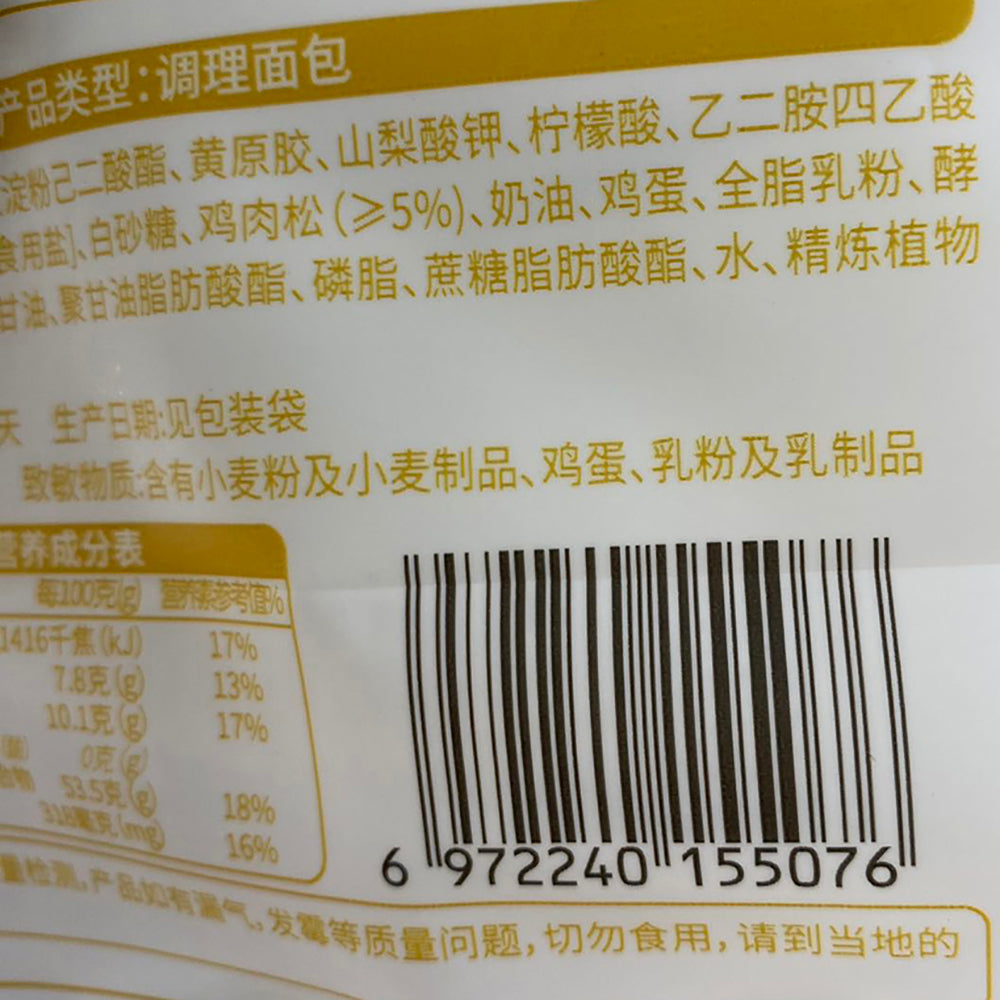 产品类型:调理面包
淀粉己二酸酯、黄原胶、山梨酸钾、柠檬酸、乙二胺四乙酸
食用盐]、白砂糖、鸡肉松(≥5%)、奶油、鸡蛋、全脂乳粉、酵
甘油、聚甘油脂肪酸酯、磷脂、蔗糖脂肪酸酯、水、精炼植物
天 生产日期:见包装袋
致敏物质:含有小麦粉及小麦制品、鸡蛋、乳粉及乳制品
营养成分表
每100克(g) 营养素参考值%
1416千焦(kJ) 17%
7.8克(g) 13%
10.1克(g) 17%
0克(g)
53.5克(g) 18%
318毫克(mg) 16%
6 972240 155076
量检测,产品如有漏气,发霉等质量问题,切勿食用,请到当地的